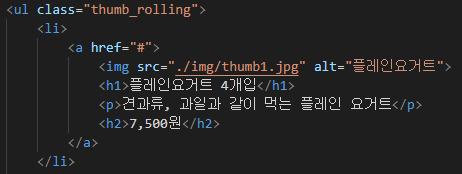 <ul class="thumb_rolling">
<li>
<a href="#">
<img src="./img/thumb1.jpg" alt="플레인요거트">
<h1>플레인요거트 4개입</h1>
<p>견과류, 과일과 같이 먹는 플레인 요거트</p>
<h2>7,500원</h2>
</a>
</li>